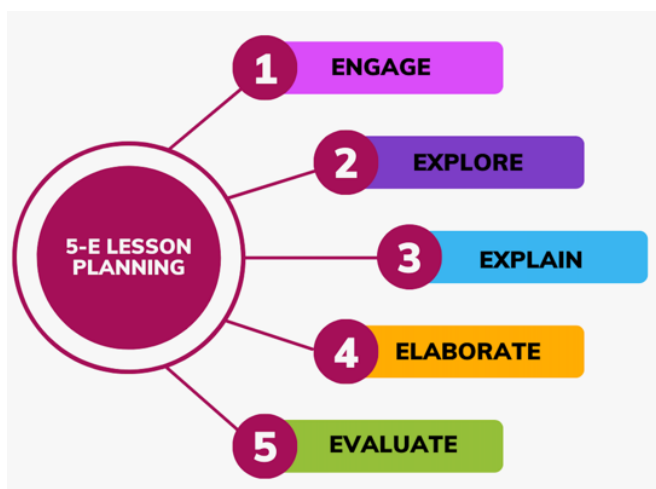 5-E LESSON
PLANNING
1
ENGAGE
2
EXPLORE
3
EXPLAIN
4
ELABORATE
5
EVALUATE